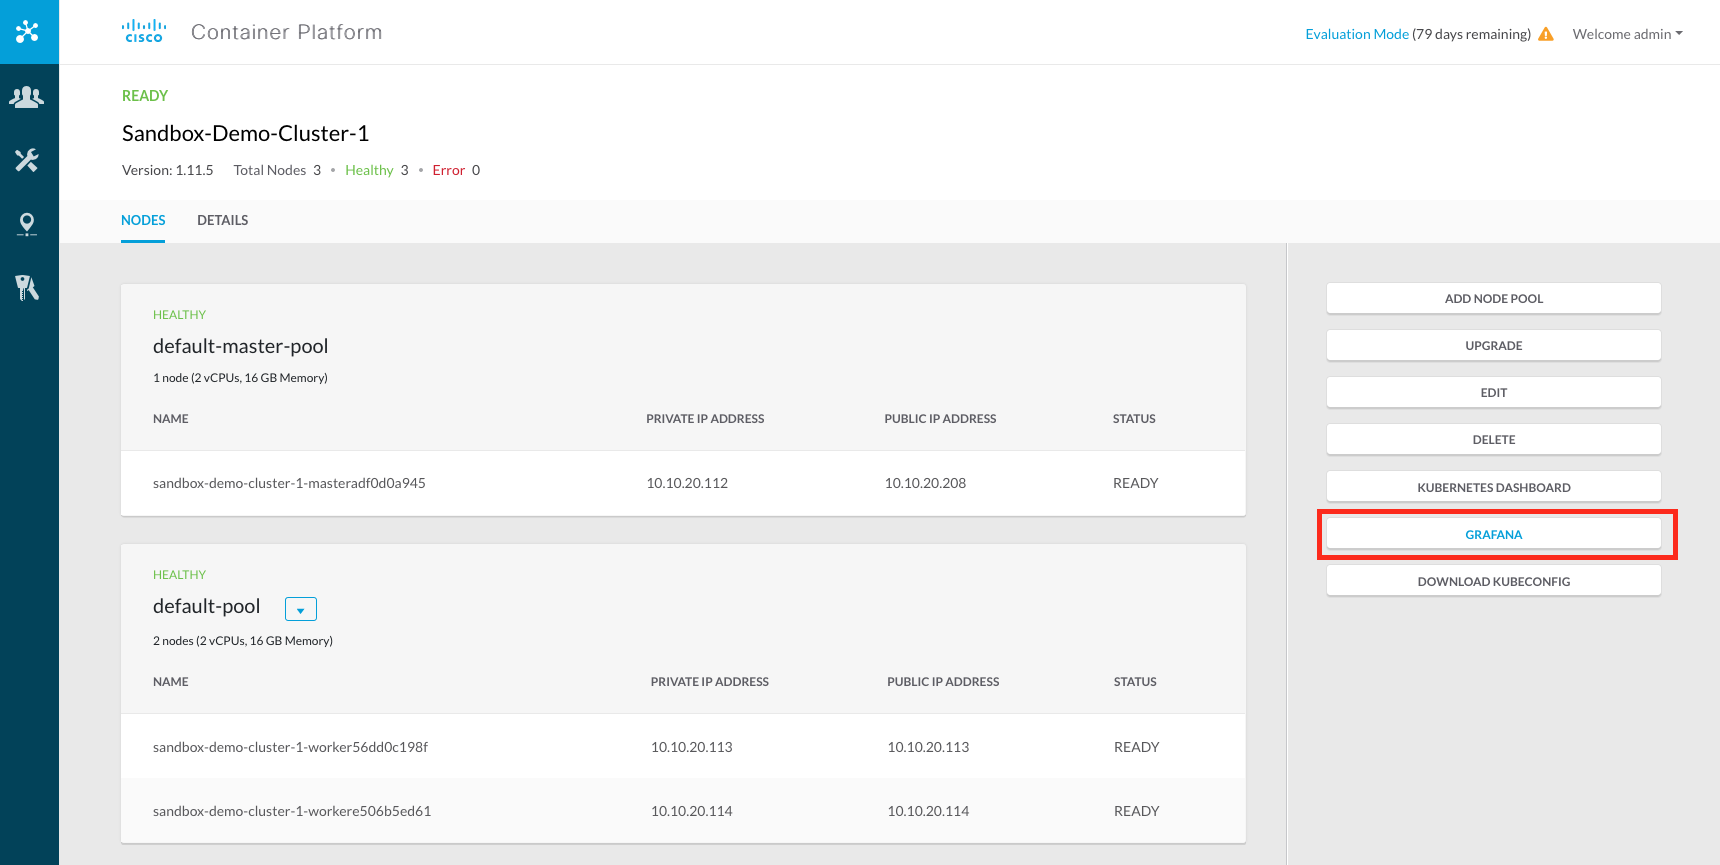 CISCO Container Platform
Evaluation Mode (79 days remaining) Welcome admin
READY
Sandbox-Demo-Cluster-1
Version: 1.11.5 Total Nodes 3 • Healthy 3 • Error 0
NODES DETAILS
HEALTHY
default-master-pool
1 node (2 vCPUs, 16 GB Memory)
NAME PRIVATE IP ADDRESS PUBLIC IP ADDRESS STATUS
sandbox-demo-cluster-1-masteradf0d0a945 10.10.20.112 10.10.20.208 READY
HEALTHY
default-pool
2 nodes (2 vCPUs, 16 GB Memory)
NAME PRIVATE IP ADDRESS PUBLIC IP ADDRESS STATUS
sandbox-demo-cluster-1-worker56dd0c198f 10.10.20.113 10.10.20.113 READY
sandbox-demo-cluster-1-workere506b5ed61 10.10.20.114 10.10.20.114 READY
ADD NODE POOL
UPGRADE
EDIT
DELETE
KUBERNETES DASHBOARD
GRAFANA
DOWNLOAD KUBECONFIG